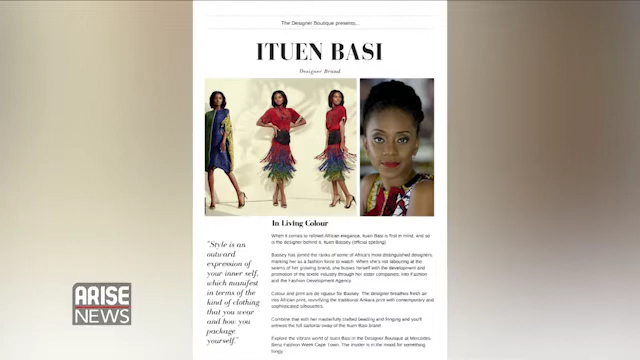 The Designer Boutique presents...
ITUEN BASI
Designer Brand
In Living Colour
When it comes to refined African elegance, Ituen Basi is first in mind, and so
is the designer behind it, Ituen Bassey (official spelling).
Bassey has joined the ranks of some of Africa's most distinguished designers,
marking her as a fashion force to watch. When she's not labouring at the
seams of her growing brand, she busies herself with the development and
promotion of the textile industry through her sister companies, Into Fashion
and the Fashion Development Agency.
Colour and print are de rigueur for Bassey. The designer breathes fresh air
into African print, scurrilfying the traditional Ankara print with contemporary and
sophisticated silhouettes.
Combine that with her masterfully crafted beading and fringing and you'll
witness the full sartorial sway of the Ituen Basi brand.
Explore the vibrant world of Ituen Basi in the Designer Boutique at Mercedes-
Benz Fashion Week Cape Town. The insider is in the mood for something
fringy.
"Style is an
outward
expression of
your inner self,
which manifest
in terms of the
kind of clothing
that you wear
and how you
package
yourself."
ARISE
NEWS